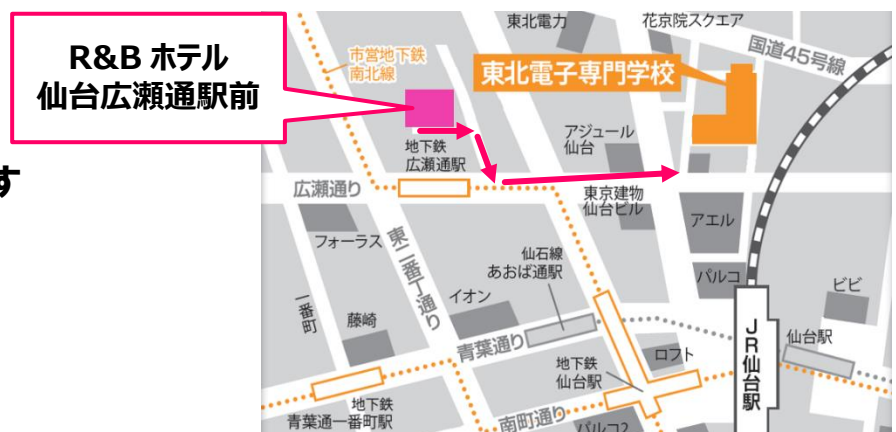 R&B ホテル
仙台広瀬通駅前
す
東北電力
花京院スクエア
国道45号線
市営地下鉄
南北線
東北電子専門学校
地下鉄
広瀬通駅
アジュール
仙台
広瀬通り
東京建物
仙台ビル
アエル
フォーラス
東二番丁通り
仙石線
あおば通駅
パルコ
ビビ
一番町
藤崎
イオン
青葉通り
JR仙台駅
仙台駅
ロフト
地下鉄
仙台駅
地下鉄
青葉通一番町駅
南町通り
パルコ2